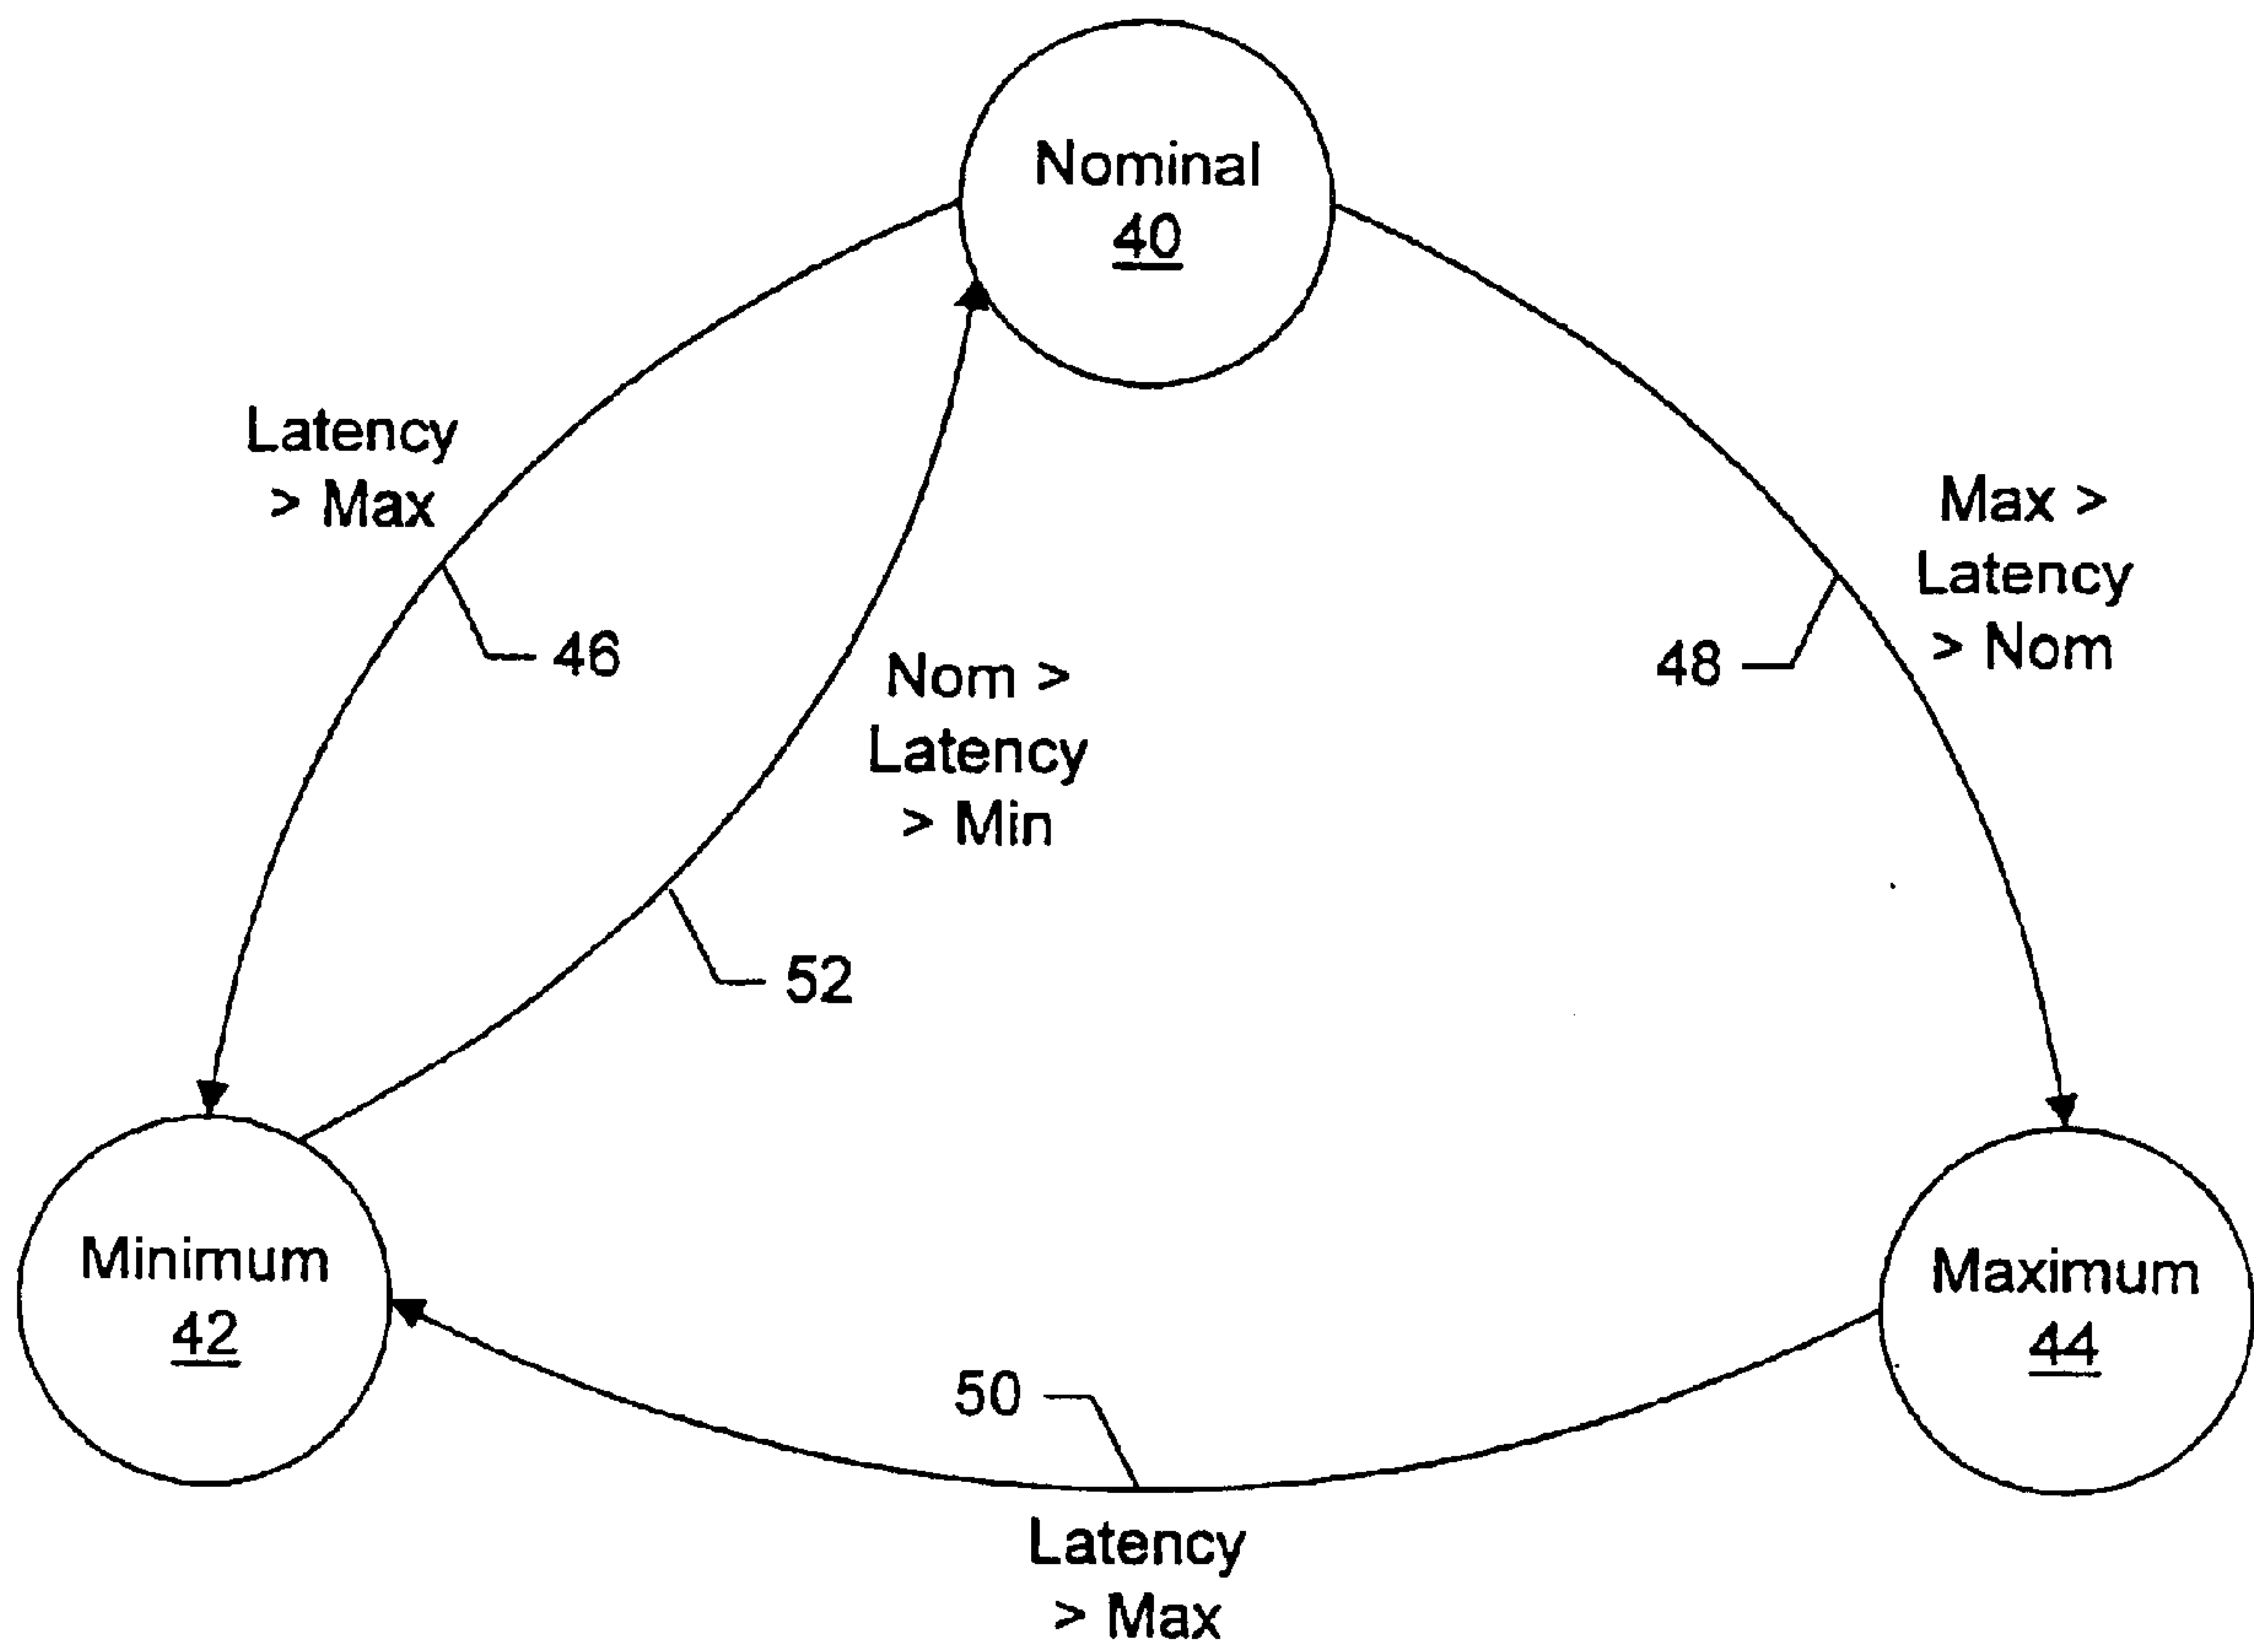 Nominal
40
Latency
> Max
46
Max >
Latency
> Nom
48
Nom >
Latency
> Min
52
Minimum
42
Maximum
44
50
Latency
> Max